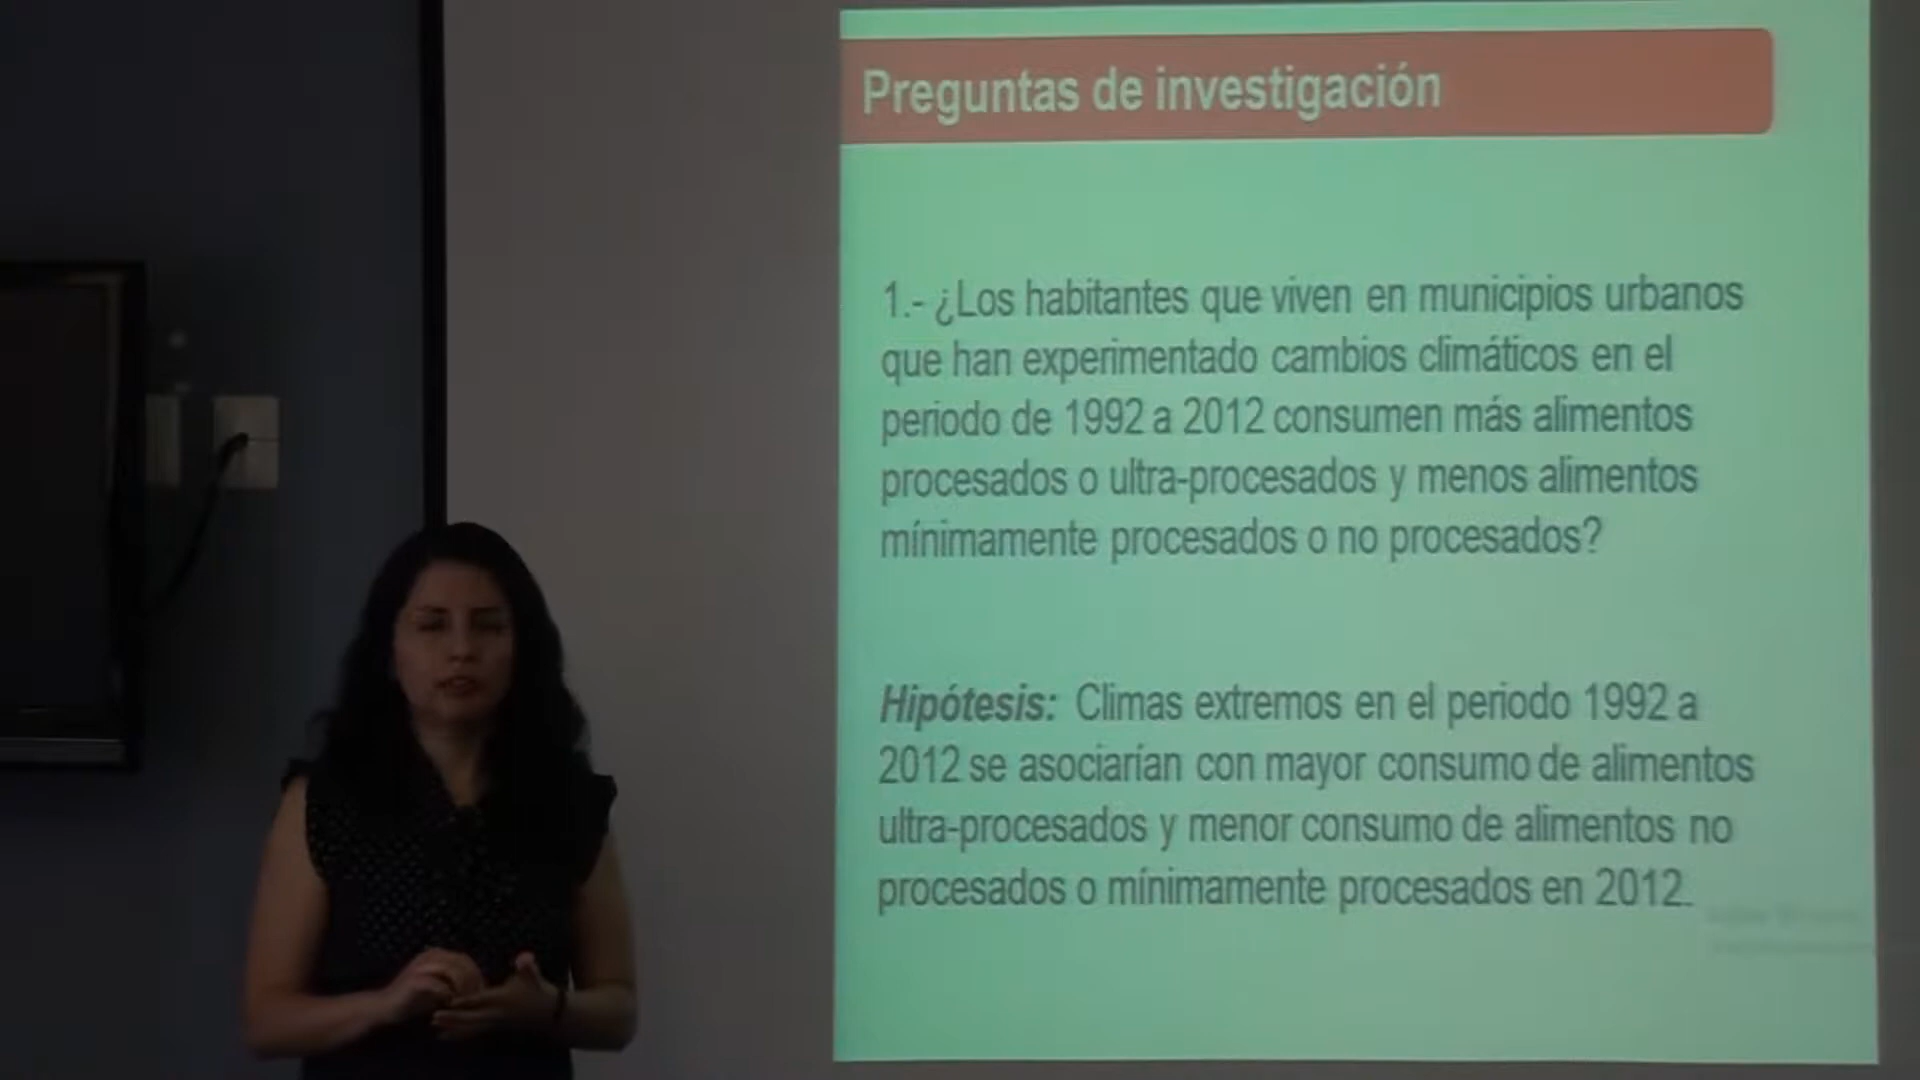 Preguntas de investigación
1.- ¿Los habitantes que viven en municipios urbanos
que han experimentado cambios climáticos en el
periodo de 1992 a 2012 consumen más alimentos
procesados o ultra-procesados y menos alimentos
mínimamente procesados o no procesados?
Hipótesis: Climas extremos en el periodo 1992 a
2012 se asociarían con mayor consumo de alimentos
ultra-procesados y menor consumo de alimentos no
procesados o mínimamente procesados en 2012.